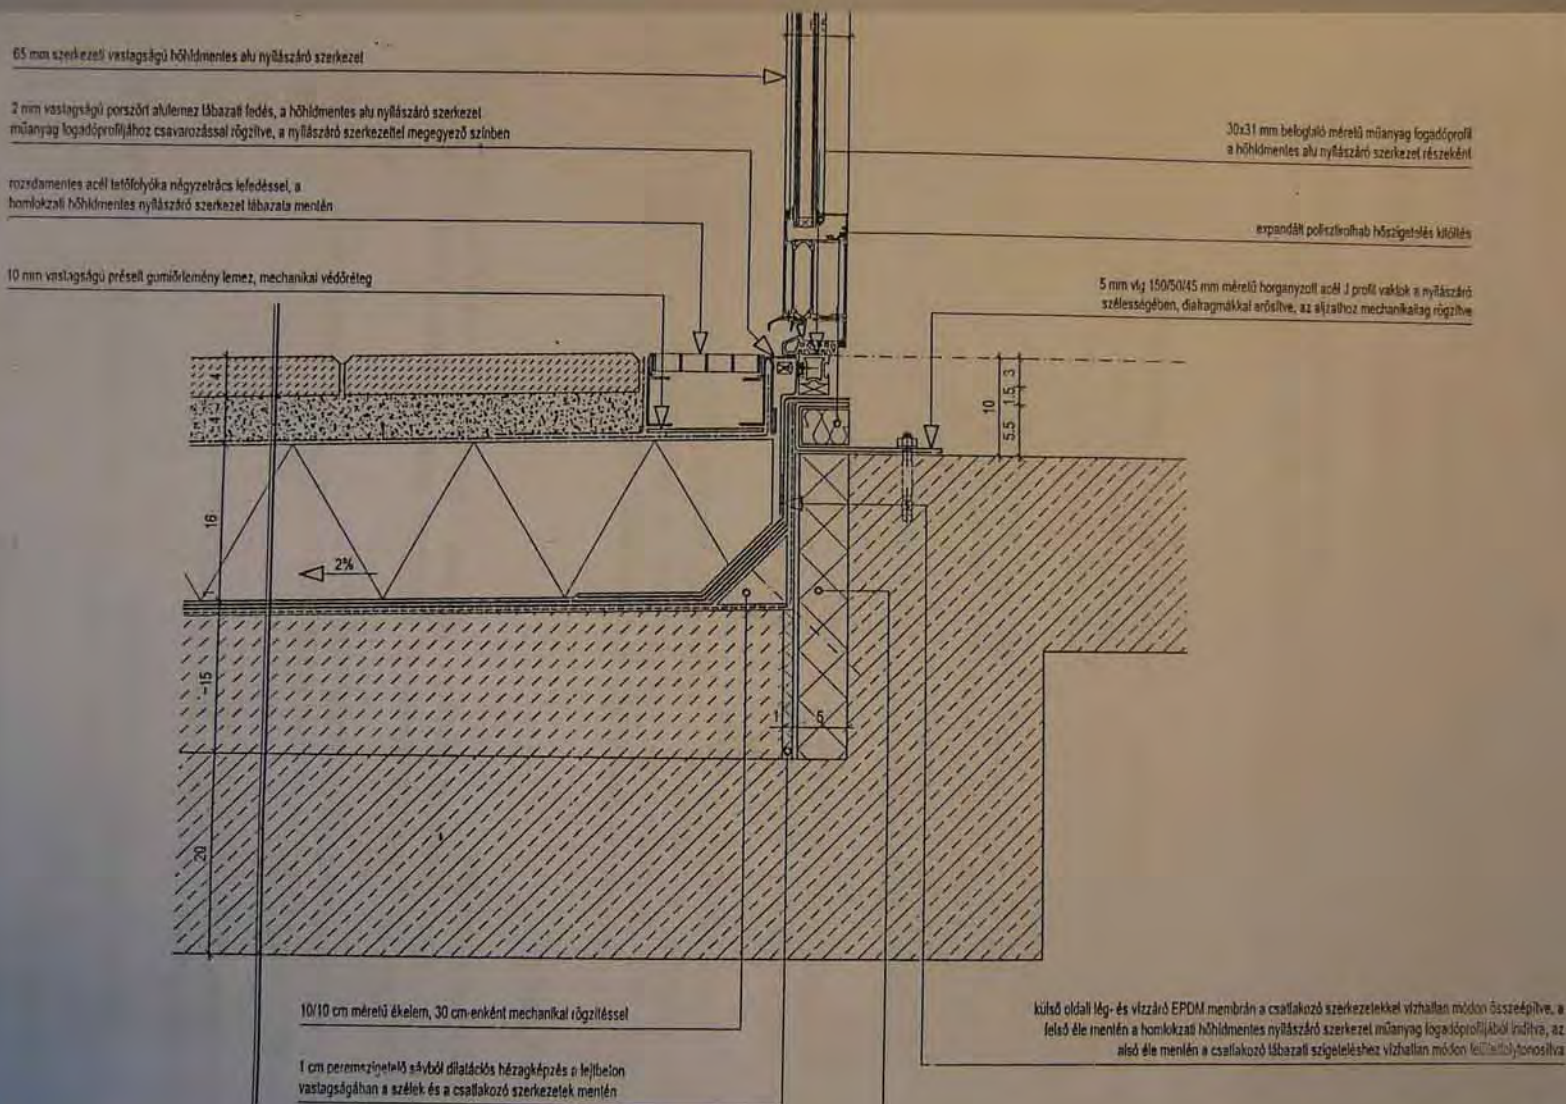 65 mm szerkezeti vastagságú hőhídmentes alu nyílászáró szerkezet
2 mm vastagságú porszórt alulemez lábazati fedés, a hőhídmentes alu nyílászáró szerkezet
műanyag fogadóprofiljához csavarozással rögzítve, a nyílászáró szerkezettel megegyező színben
rozsdamentes acél tetőfolyóka négyzetrács lefedéssel, a
homlokzati hőhídmentes nyílászáró szerkezet lábazata mentén
10 mm vastagságú préselt gumiőrlemény lemez, mechanikai védőréteg
30x31 mm befoglaló méretű műanyag fogadóprofil
a hőhídmentes alu nyílászáró szerkezet részeként
expandált polisztirolhab hőszigetelés kitöltés
5 mm vtg 150/50/45 mm méretű horganyzott acél J profil vaktok a nyílászáró
szélességében, diafragmákkal erősítve, az aljzathoz mechanikailag rögzítve
4
4
16
1
2%
~15
20
10
3
1.5
5.5
1
5
10/10 cm méretű ékelem, 30 cm-enként mechanikai rögzítéssel
1 cm peremszigetelő sávból dilatációs hézagképzés a lejtbeton
vastagságában a szélek és a csatlakozó szerkezetek mentén
külső oldali lég- és vízzáró EPDM membrán a csatlakozó szerkezetekkel vízhatlan módon összeépítve, a
felső éle mentén a homlokzati hőhídmentes nyílászáró szerkezet műanyag fogadóprofiljából indítva, az
alsó éle mentén a csatlakozó lábazati szigeteléshez vízhatlan módon felületfolytonosítva